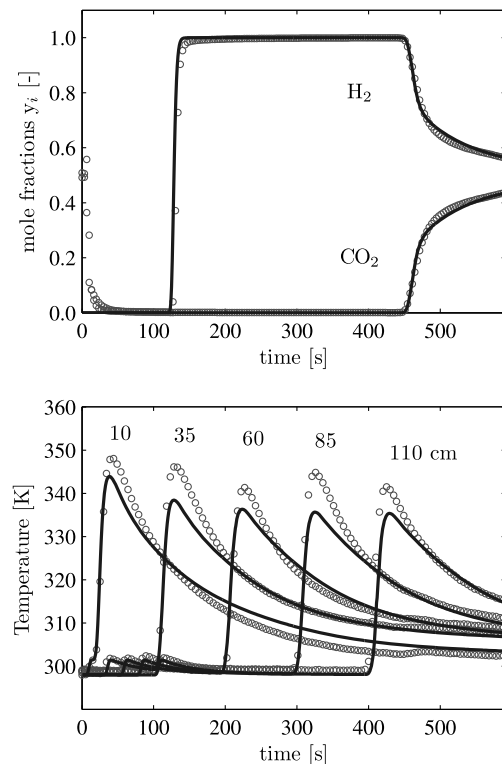 1.0
0.8
0.6
0.4
0.2
0.0
mole fractions yᵢ [-]
H₂
CO₂
0 100 200 300 400 500
time [s]
360
350
340
330
320
310
300
Temperature [K]
10 35 60 85 110 cm
0 100 200 300 400 500
time [s]